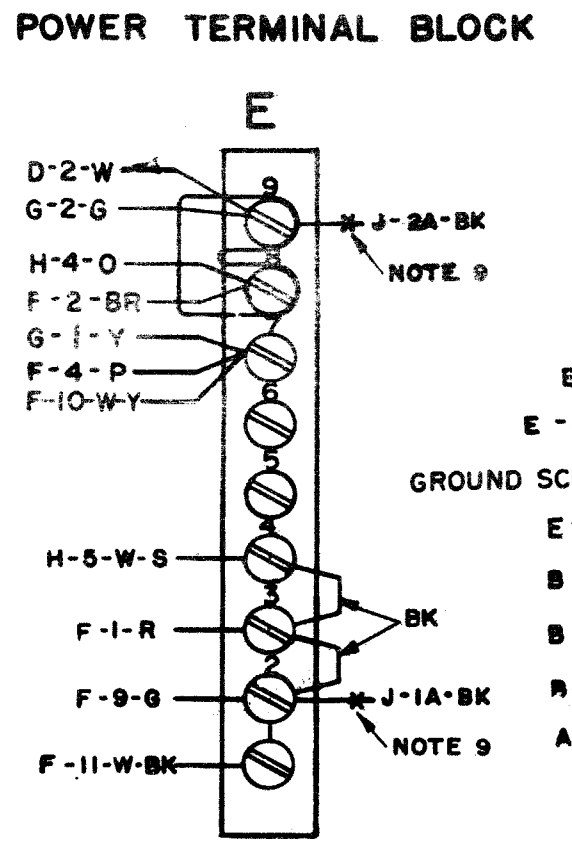 POWER TERMINAL BLOCK
E
D-2-W
9
G-2-G
J-2A-BK
H-4-O
NOTE 9
F-2-BR
7
G-1-Y
F-4-P
F-10-W-Y
6
5
E -
GROUND SC
4
E
H-5-W-S
B
3
BK
F-1-R
B
2
F-9-G
J-1A-BK
F-11-W-BK
NOTE 9
A